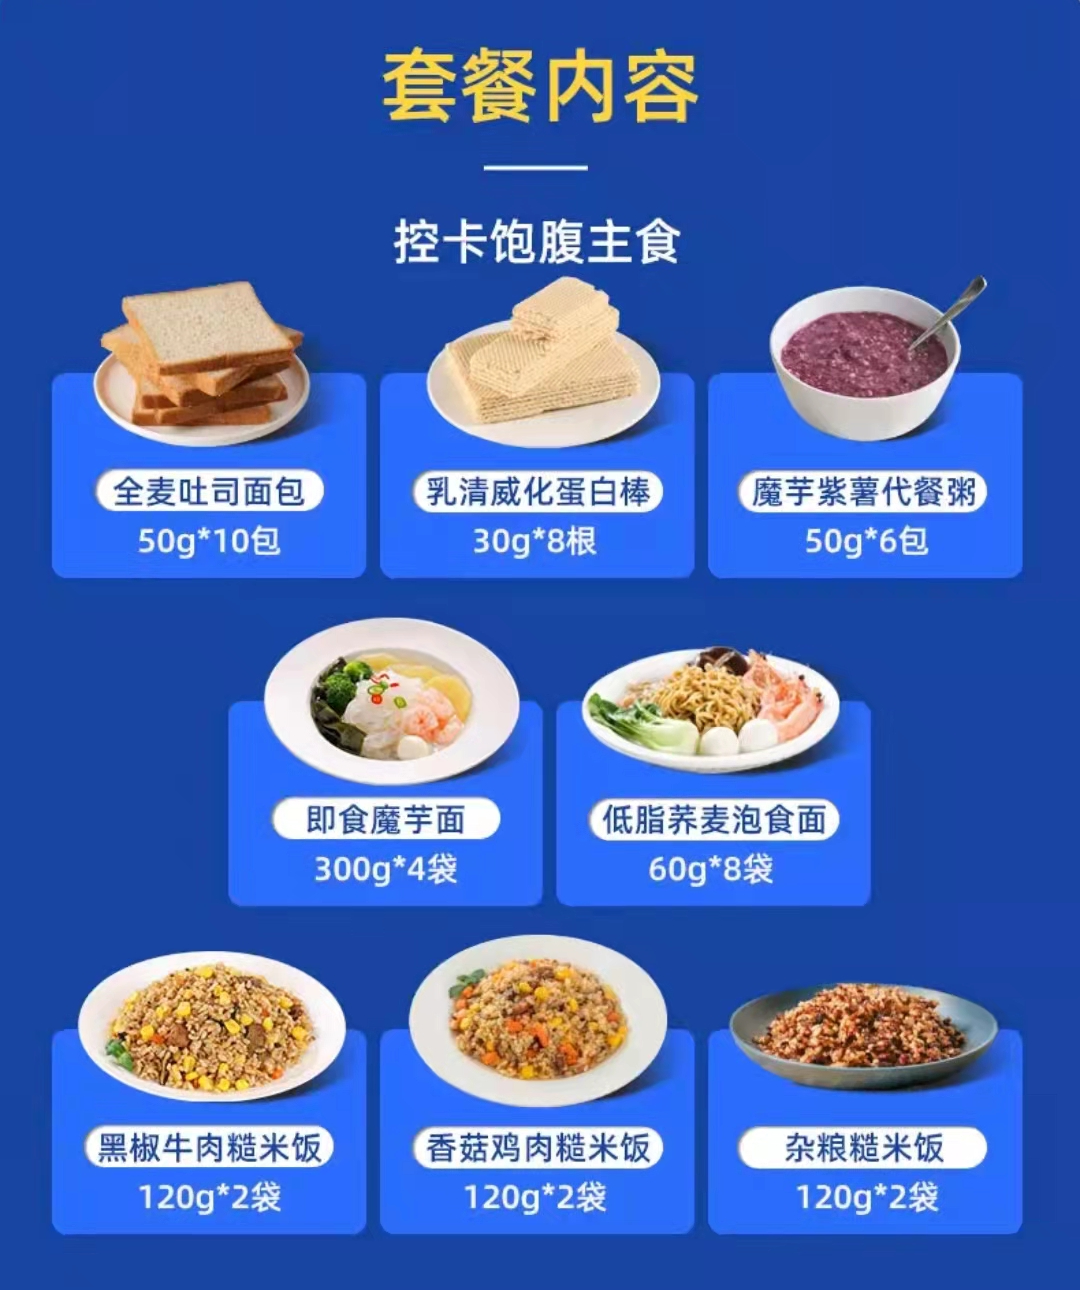 套餐内容
控卡饱腹主食
全麦吐司面包
50g*10包
乳清威化蛋白棒
30g*8根
魔芋紫薯代餐粥
50g*6包
即食魔芋面
300g*4袋
低脂荞麦泡食面
60g*8袋
黑椒牛肉糙米饭
120g*2袋
香菇鸡肉糙米饭
120g*2袋
杂粮糙米饭
120g*2袋